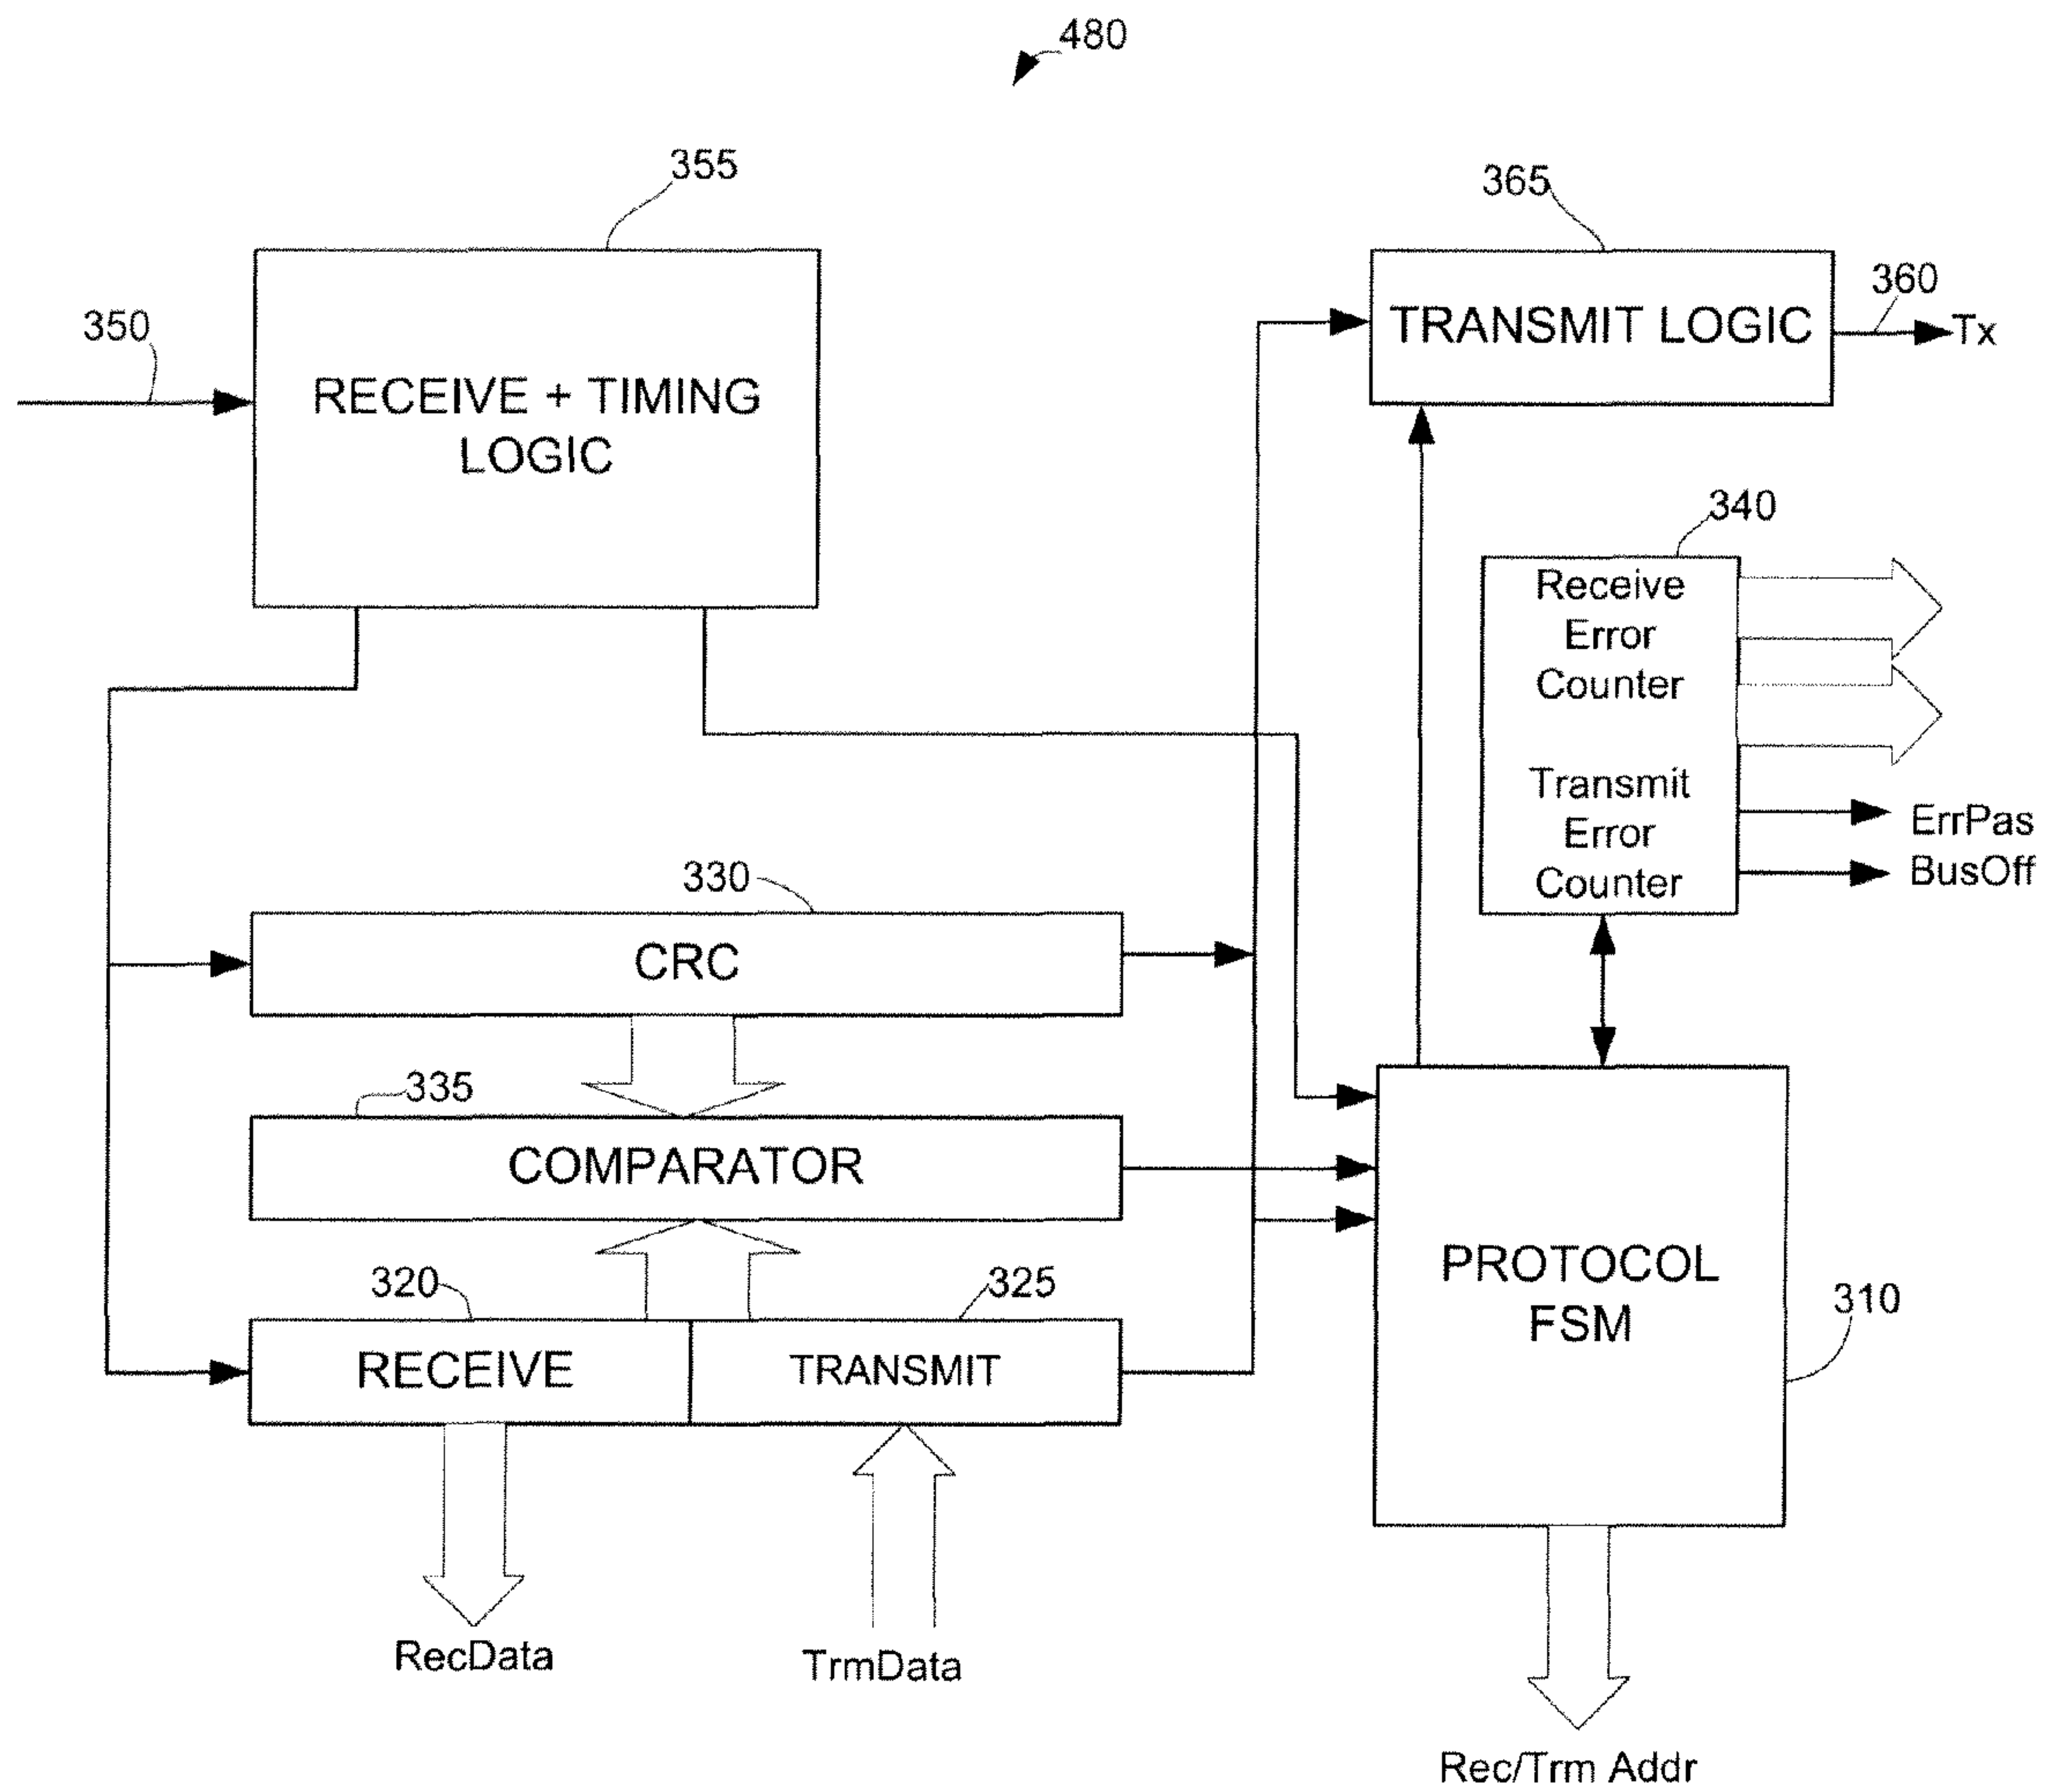 480
355
365
350
360
RECEIVE + TIMING
LOGIC
TRANSMIT LOGIC
Tx
340
Receive
Error
Counter
Transmit
Error
Counter
ErrPas
BusOff
330
CRC
335
COMPARATOR
320
325
RECEIVE
TRANSMIT
PROTOCOL
FSM
310
RecData
TrmData
Rec/Trm Addr